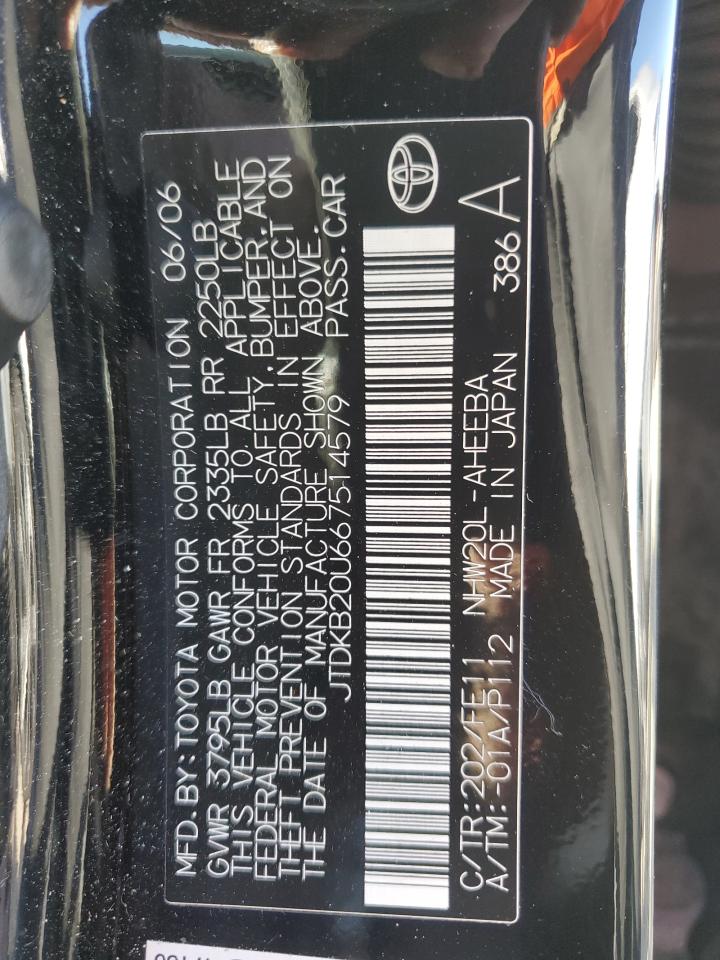 MFD.BY:TOYOTA MOTOR CORPORATION 06/06
GVWR 3795LB GAWR FR 2335LB RR 2250LB
THIS VEHICLE CONFORMS TO ALL APPLICABLE
FEDERAL MOTOR VEHICLE SAFETY,BUMPER,AND
THEFT PREVENTION STANDARDS IN EFFECT ON
THE DATE OF MANUFACTURE SHOWN ABOVE.
JTDKB20U667514579 PASS.CAR
C/TR:202/FE11 NHW20L-AHEEBA 386 A
A/TM:-01A/P112 MADE IN JAPAN